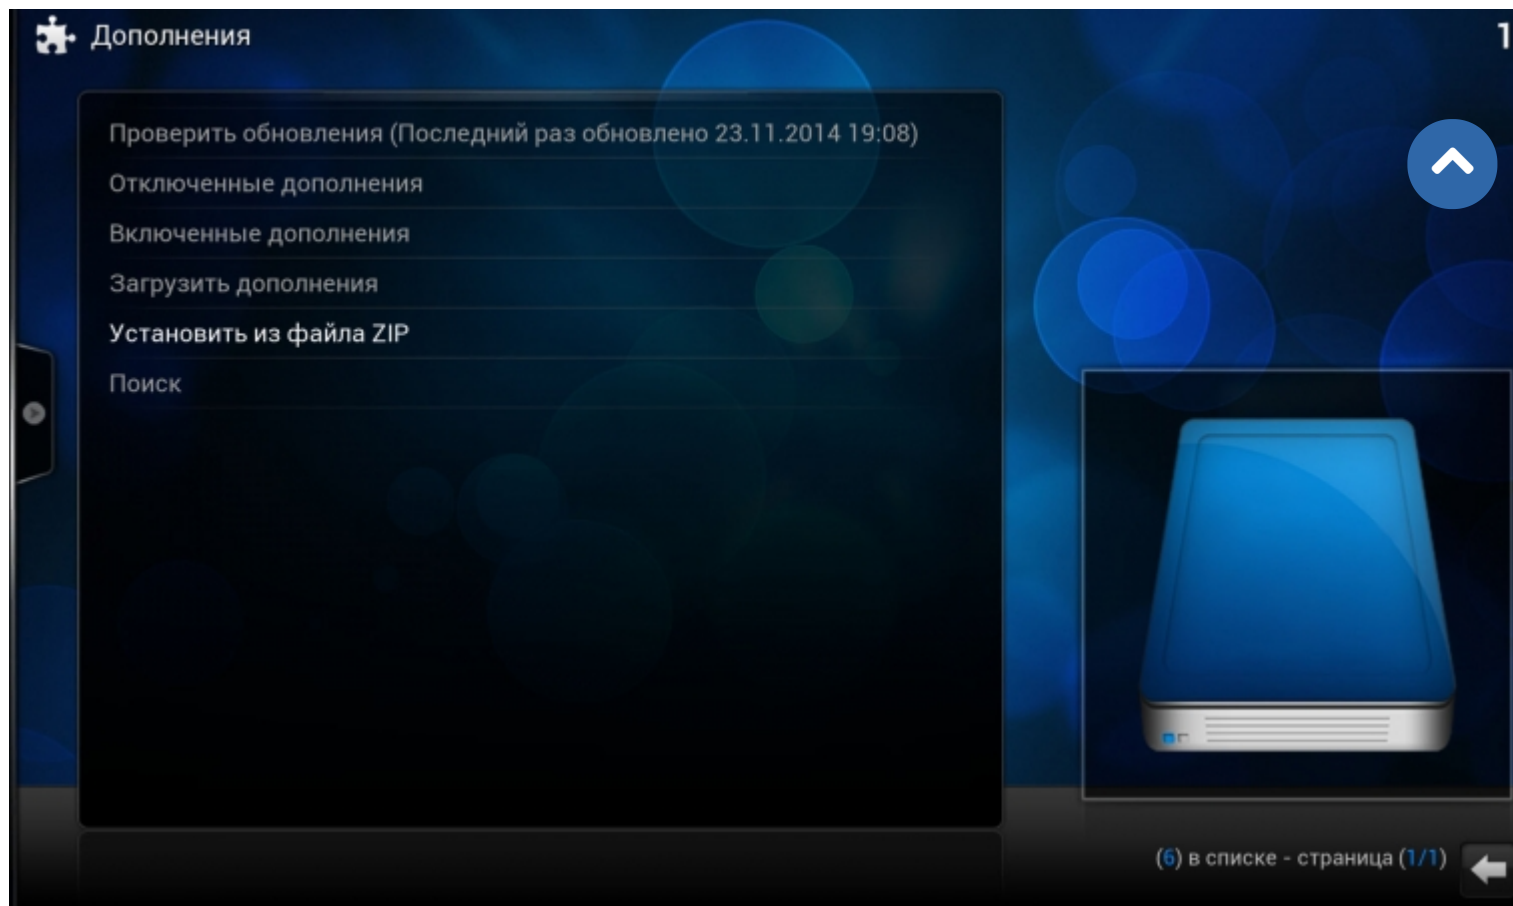 Дополнения
1
Проверить обновления (Последний раз обновлено 23.11.2014 19:08)
Отключенные дополнения
Включенные дополнения
Загрузить дополнения
Установить из файла ZIP
Поиск
(6) в списке - страница (1/1)